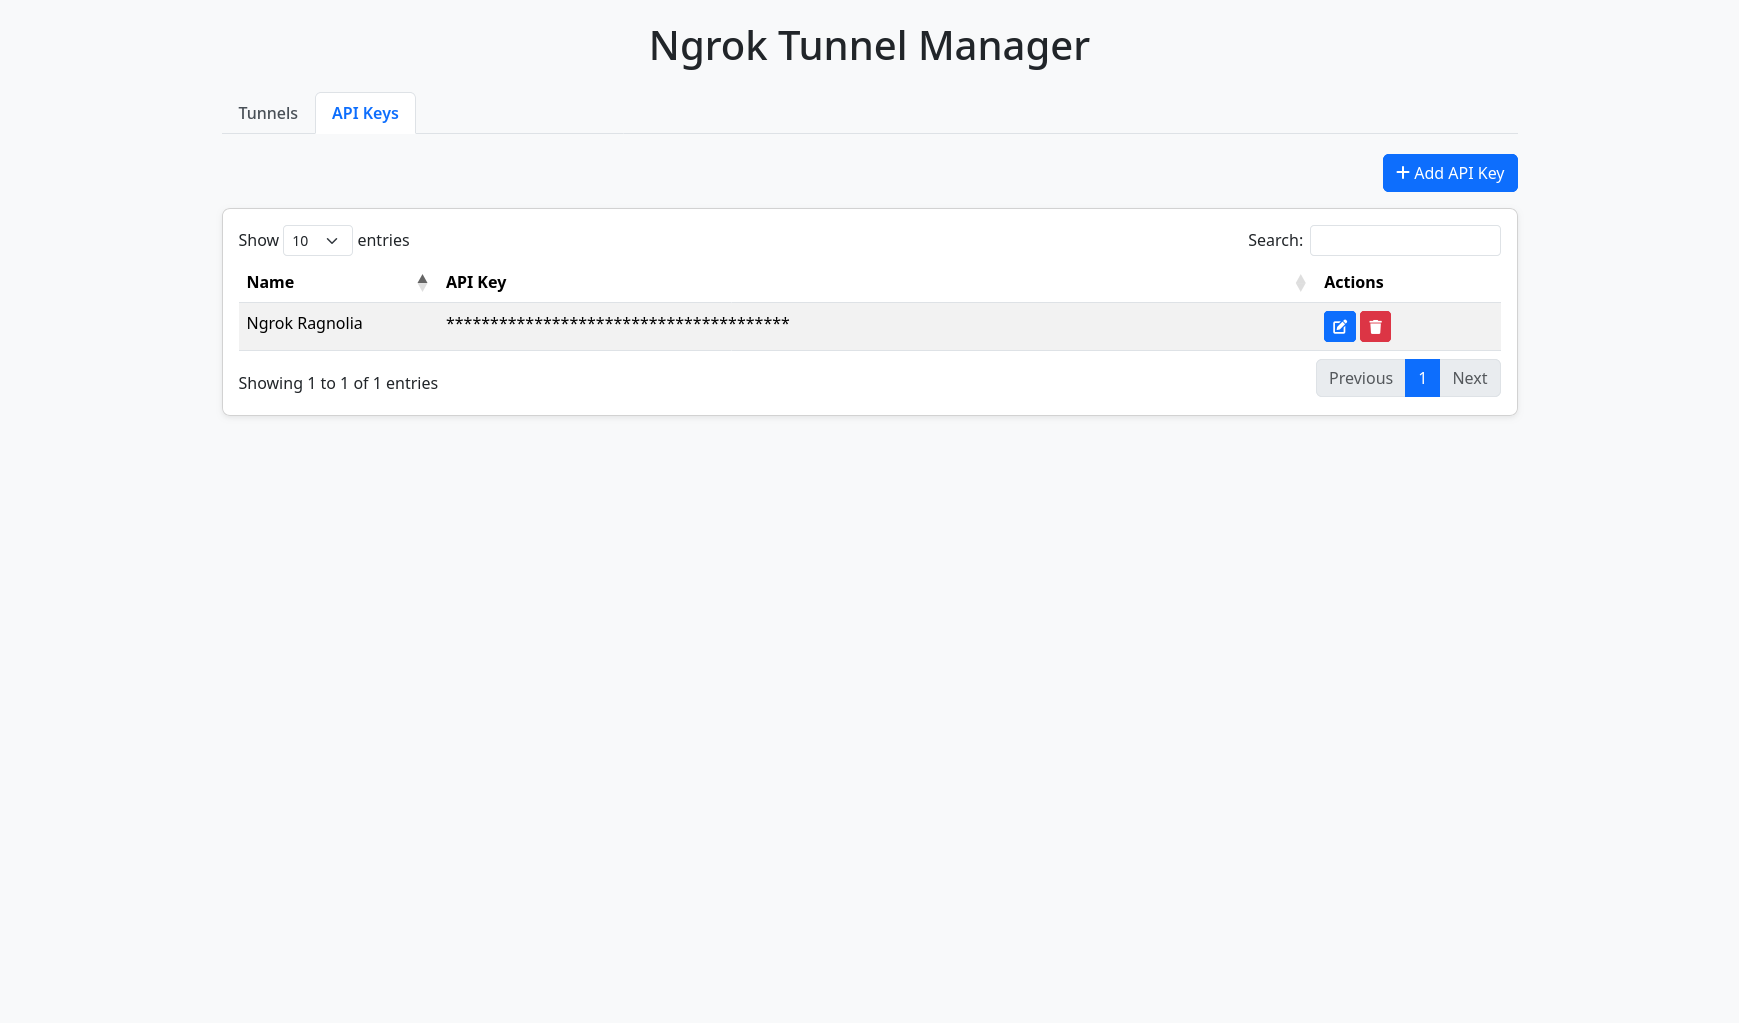 Ngrok Tunnel Manager
Tunnels API Keys
Add API Key
Show 10 entries Search:
Name API Key Actions
Ngrok Ragnolia ***************************************
Showing 1 to 1 of 1 entries Previous 1 Next